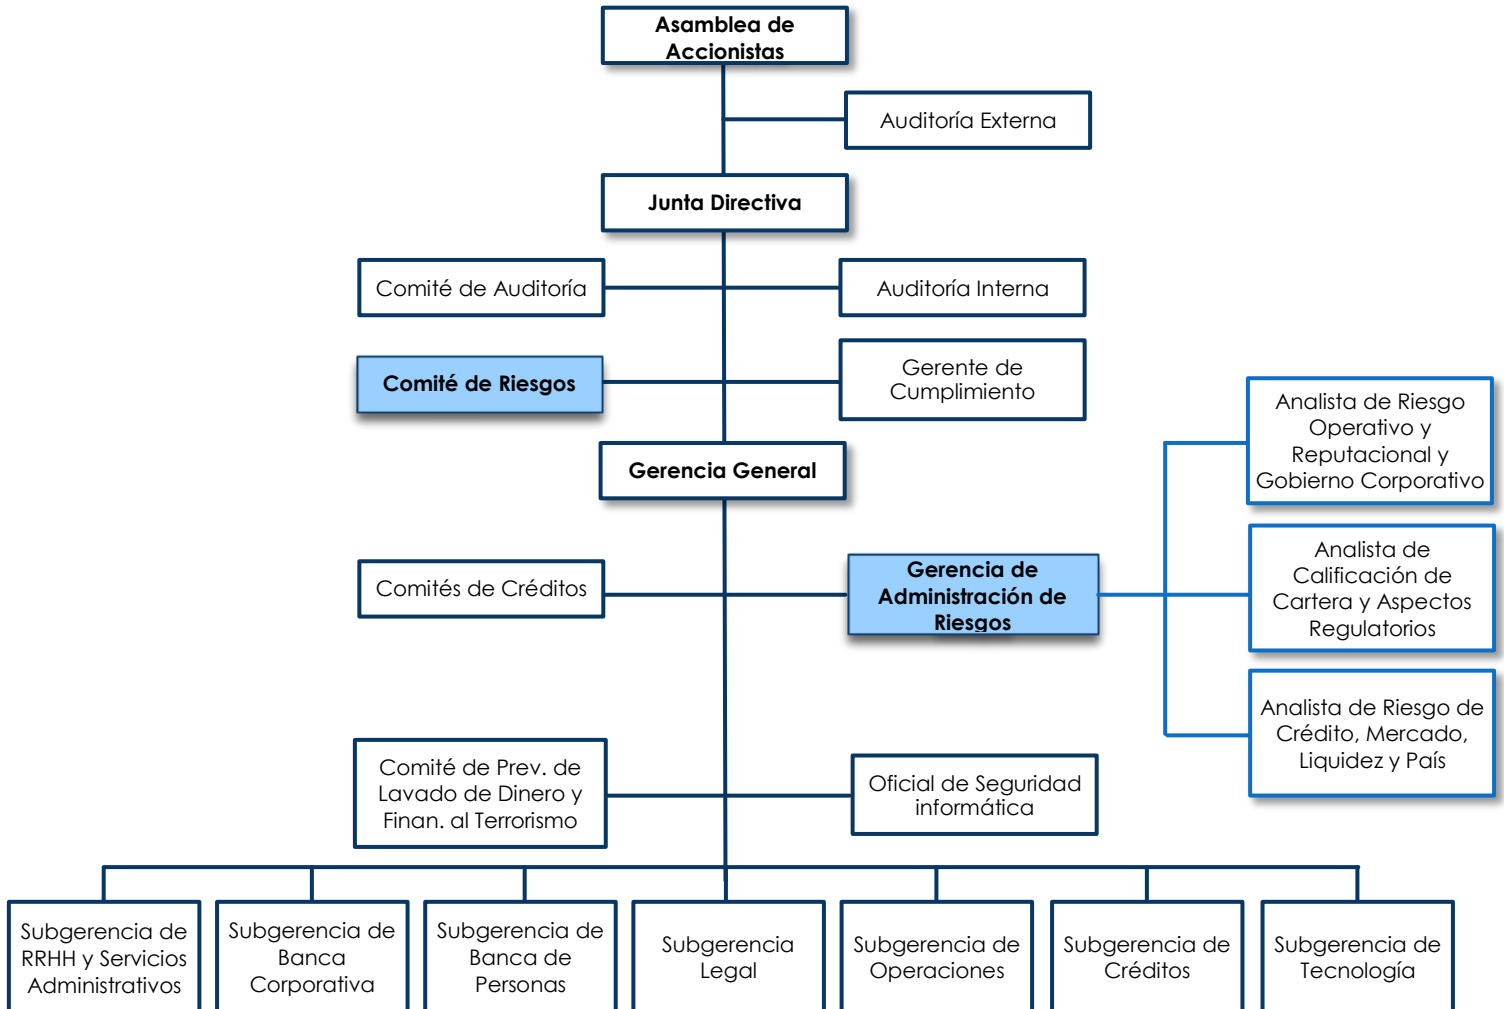 Asamblea de
Accionistas
Auditoría Externa
Junta Directiva
Comité de Auditoría
Auditoría Interna
Comité de Riesgos
Gerente de
Cumplimiento
Gerencia General
Analista de Riesgo
Operativo y
Reputacional y
Gobierno Corporativo
Comités de Créditos
Gerencia de
Administración de
Riesgos
Analista de
Calificación de
Cartera y Aspectos
Regulatorios
Analista de Riesgo de
Crédito, Mercado,
Liquidez y País
Comité de Prev. de
Lavado de Dinero y
Finan. al Terrorismo
Oficial de Seguridad
informática
Subgerencia de
RRHH y Servicios
Administrativos
Subgerencia de
Banca
Corporativa
Subgerencia de
Banca de
Personas
Subgerencia
Legal
Subgerencia de
Operaciones
Subgerencia de
Créditos
Subgerencia de
Tecnología